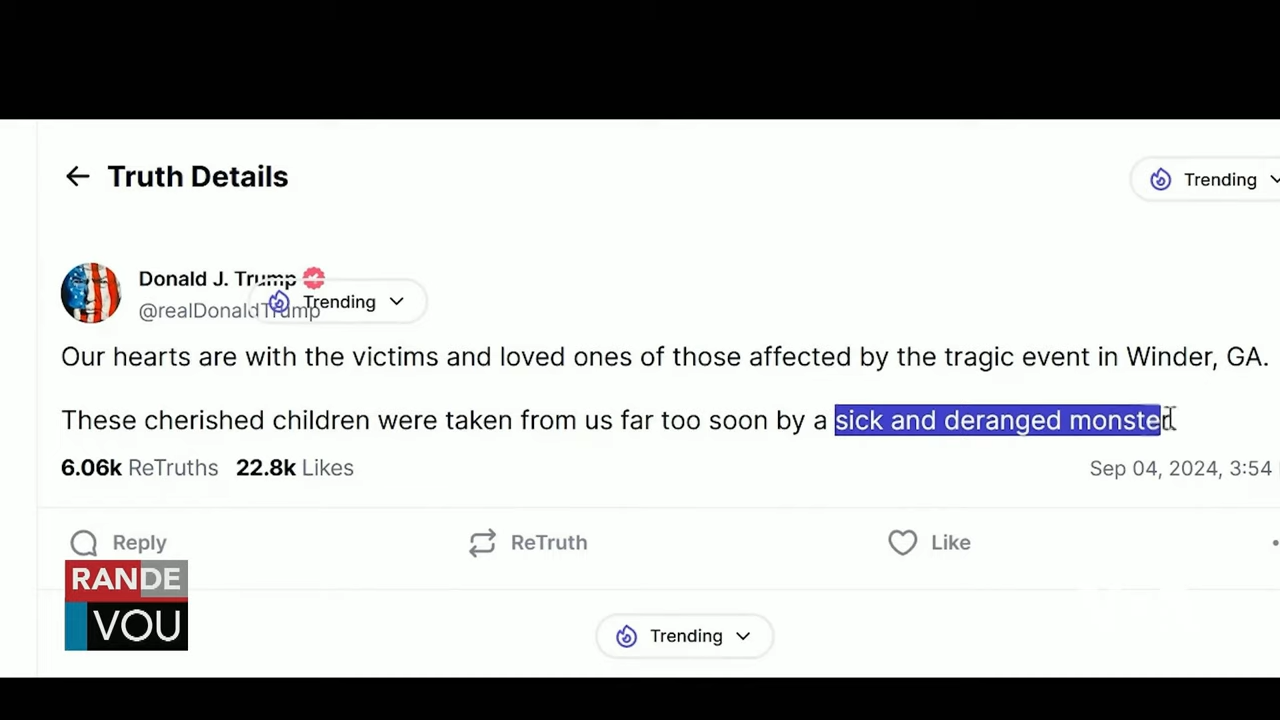 Truth Details
Trending
Donald J. Trump
@realDonaldTrump
Trending
Our hearts are with the victims and loved ones of those affected by the tragic event in Winder, GA.
These cherished children were taken from us far too soon by a sick and deranged monster.
6.06k ReTruths 22.8k Likes
Sep 04, 2024, 3:54
Reply
ReTruth
Like
RANDE
VOU
Trending